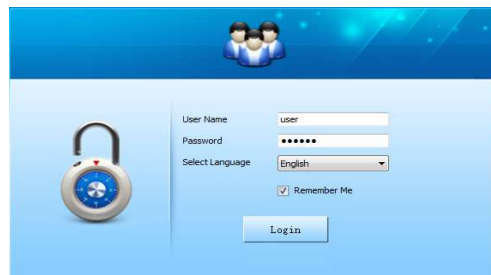 User Name user
Password ••••••
Select Language English
Remember Me
Login